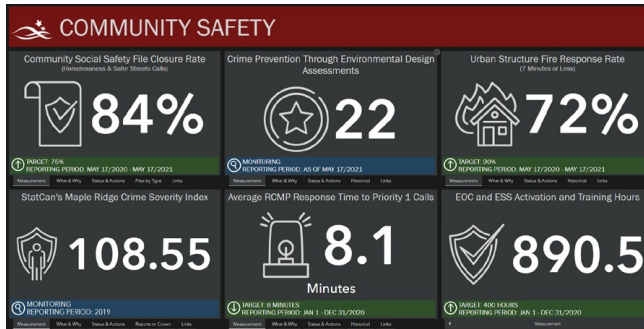 COMMUNITY SAFETY
Community Social Safety File Closure Rate
(Homelessness & Safer Streets Calls)
84%
TARGET: 75%
REPORTING PERIOD: MAY 17/2020 - MAY 17/2021
Measurement What & Why Status & Actions Files by Type Links
Crime Prevention Through Environmental Design
Assessments
22
MONITORING
REPORTING PERIOD: AS OF MAY 17/2021
Measurement What & Why Status & Actions Historical Links
Urban Structure Fire Response Rate
(7 Minutes or Less)
72%
TARGET: 90%
REPORTING PERIOD: MAY 17/2020 - MAY 17/2021
Measurement What & Why Status & Actions Historical Links
StatCan's Maple Ridge Crime Severity Index
108.55
MONITORING
REPORTING PERIOD: 2019
Measurement What & Why Status & Actions Reports to Crown Links
Average RCMP Response Time to Priority 1 Calls
8.1
Minutes
TARGET: 8 MINUTES
REPORTING PERIOD: JAN 1 - DEC 31/2020
Measurement What & Why Status & Actions Historical Links
EOC and ESS Activation and Training Hours
890.5
TARGET: 400 HOURS
REPORTING PERIOD: JAN 1 - DEC 31/2020
Measurement